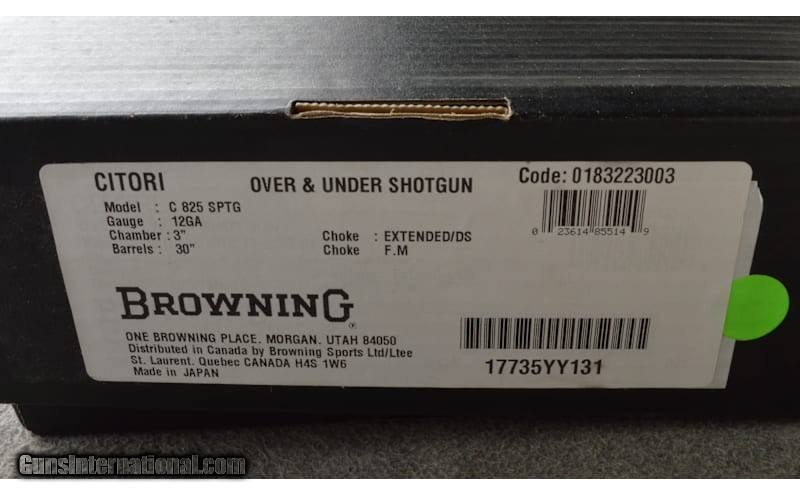 CITORI
OVER & UNDER SHOTGUN
Code: 0183223003
Model : C 825 SPTG
Gauge : 12GA
Chamber : 3"
Barrels : 30"
Choke : EXTENDED/DS
Choke F.M
0 23614 85514 9
BROWNING®
ONE BROWNING PLACE, MORGAN, UTAH 84050
Distributed in Canada by Browning Sports Ltd/Ltee
St. Laurent, Quebec CANADA H4S 1W6
Made in JAPAN
17735YY131
GunsInternational.com